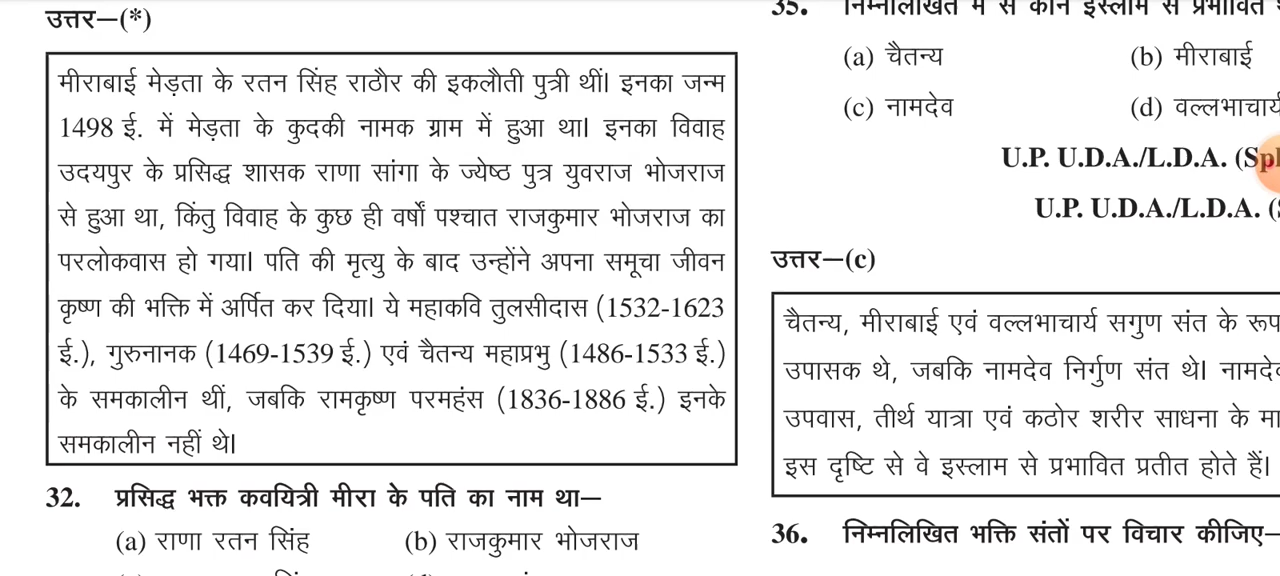 उत्तर—(*)
मीराबाई मेड़ता के रतन सिंह राठौर की इकलौती पुत्री थीं। इनका जन्म
1498 ई. में मेड़ता के कुदकी नामक ग्राम में हुआ था। इनका विवाह
उदयपुर के प्रसिद्ध शासक राणा सांगा के ज्येष्ठ पुत्र युवराज भोजराज
से हुआ था, किंतु विवाह के कुछ ही वर्षों पश्चात राजकुमार भोजराज का
परलोकवास हो गया। पति की मृत्यु के बाद उन्होंने अपना समूचा जीवन
कृष्ण की भक्ति में अर्पित कर दिया। ये महाकवि तुलसीदास (1532-1623
ई.), गुरुनानक (1469-1539 ई.) एवं चैतन्य महाप्रभु (1486-1533 ई.)
के समकालीन थीं, जबकि रामकृष्ण परमहंस (1836-1886 ई.) इनके
समकालीन नहीं थे।
32. प्रसिद्ध भक्त कवयित्री मीरा के पति का नाम था—
(a) राणा रतन सिंह (b) राजकुमार भोजराज
35. निम्नलिखित में से कौन इस्लाम से प्रभावित
(a) चैतन्य (b) मीराबाई
(c) नामदेव (d) वल्लभाचार्य
U.P. U.D.A./L.D.A. (Spl
U.P. U.D.A./L.D.A. (
उत्तर—(c)
चैतन्य, मीराबाई एवं वल्लभाचार्य सगुण संत के रूप
उपासक थे, जबकि नामदेव निर्गुण संत थे। नामदेव
उपवास, तीर्थ यात्रा एवं कठोर शरीर साधना के मा
इस दृष्टि से वे इस्लाम से प्रभावित प्रतीत होते हैं।
36. निम्नलिखित भक्ति संतों पर विचार कीजिए—